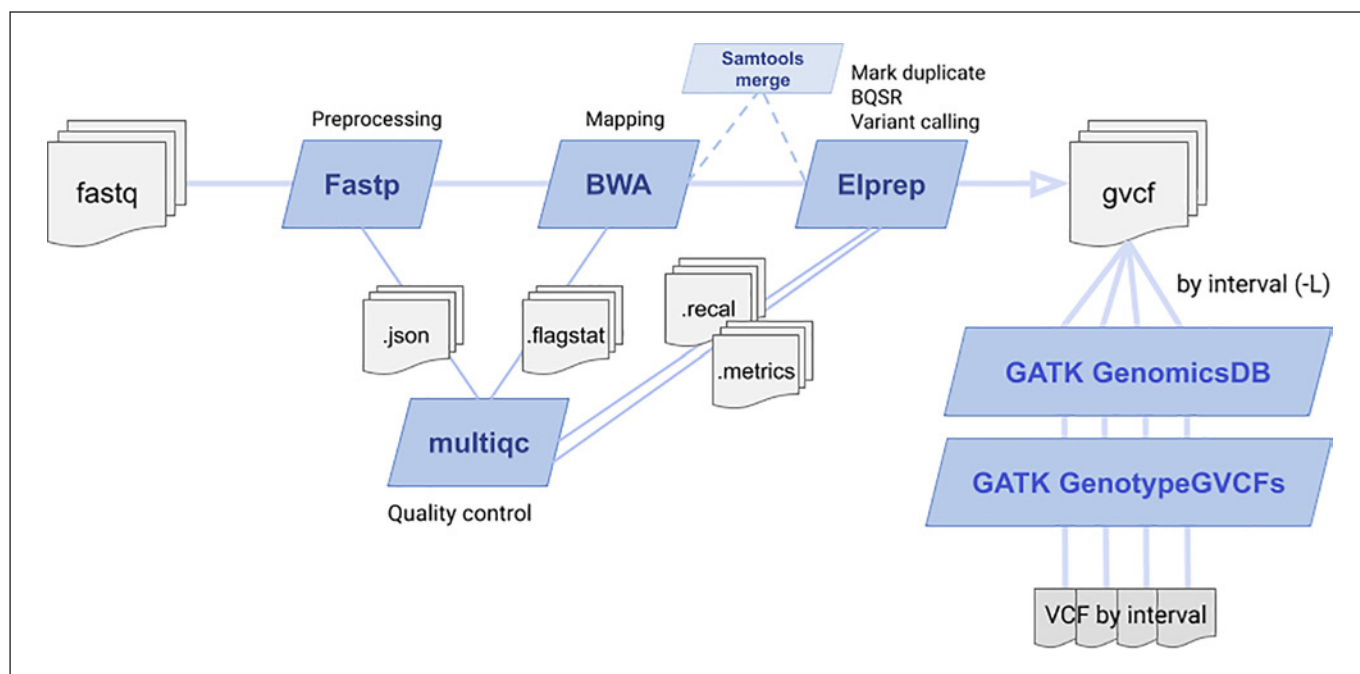 Samtools
merge
Mark duplicate
BQSR
Variant calling
Preprocessing
Mapping
fastq
Fastp
BWA
Elprep
gvcf
by interval (-L)
.json
.flagstat
.recal
.metrics
GATK GenomicsDB
multiqc
GATK GenotypeGVCFs
Quality control
VCF by interval